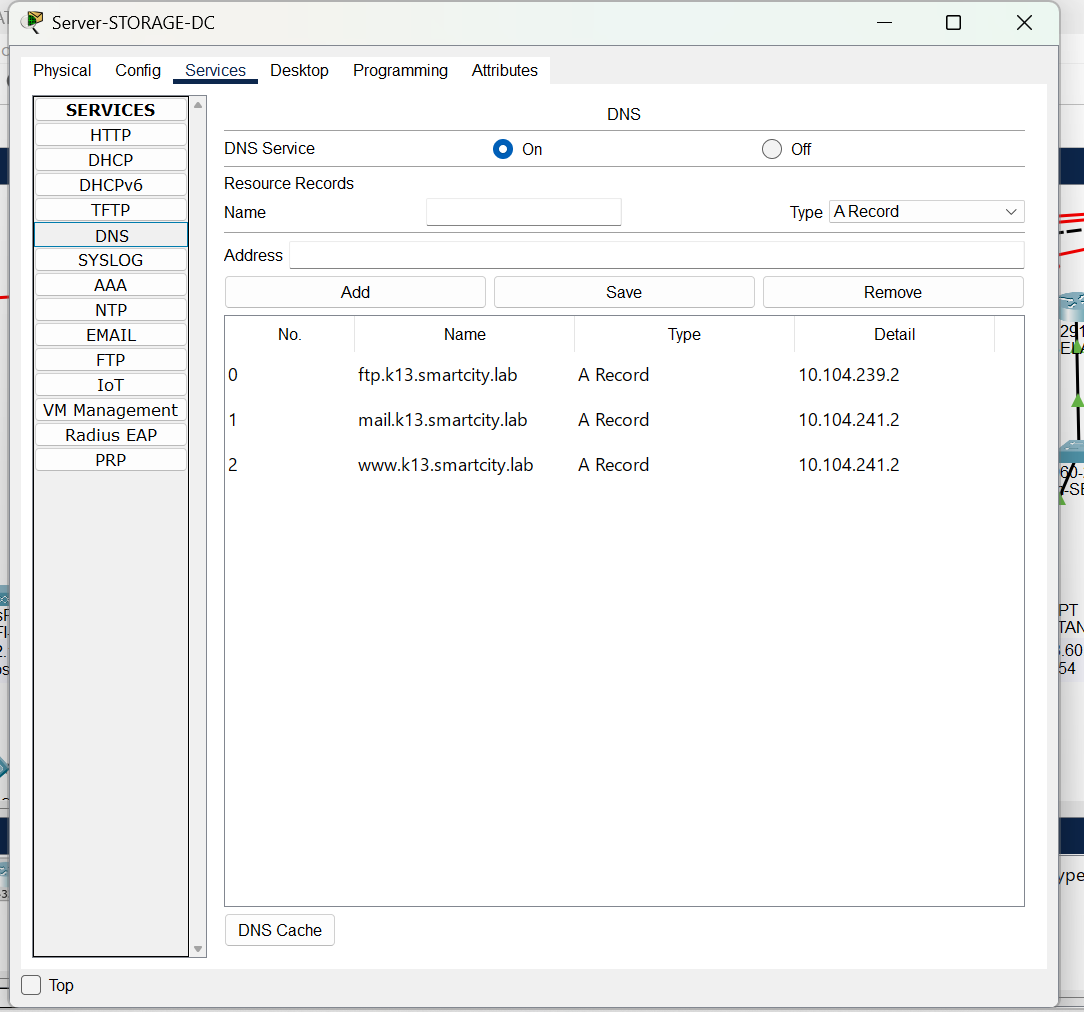 Server-STORAGE-DC
Physical Config Services Desktop Programming Attributes
SERVICES
HTTP
DHCP
DHCPv6
TFTP
DNS
SYSLOG
AAA
NTP
EMAIL
FTP
IoT
VM Management
Radius EAP
PRP
DNS
DNS Service On Off
Resource Records
Name Type A Record
Address
Add Save Remove
No. Name Type Detail
0 ftp.k13.smartcity.lab A Record 10.104.239.2
1 mail.k13.smartcity.lab A Record 10.104.241.2
2 www.k13.smartcity.lab A Record 10.104.241.2
DNS Cache
Top